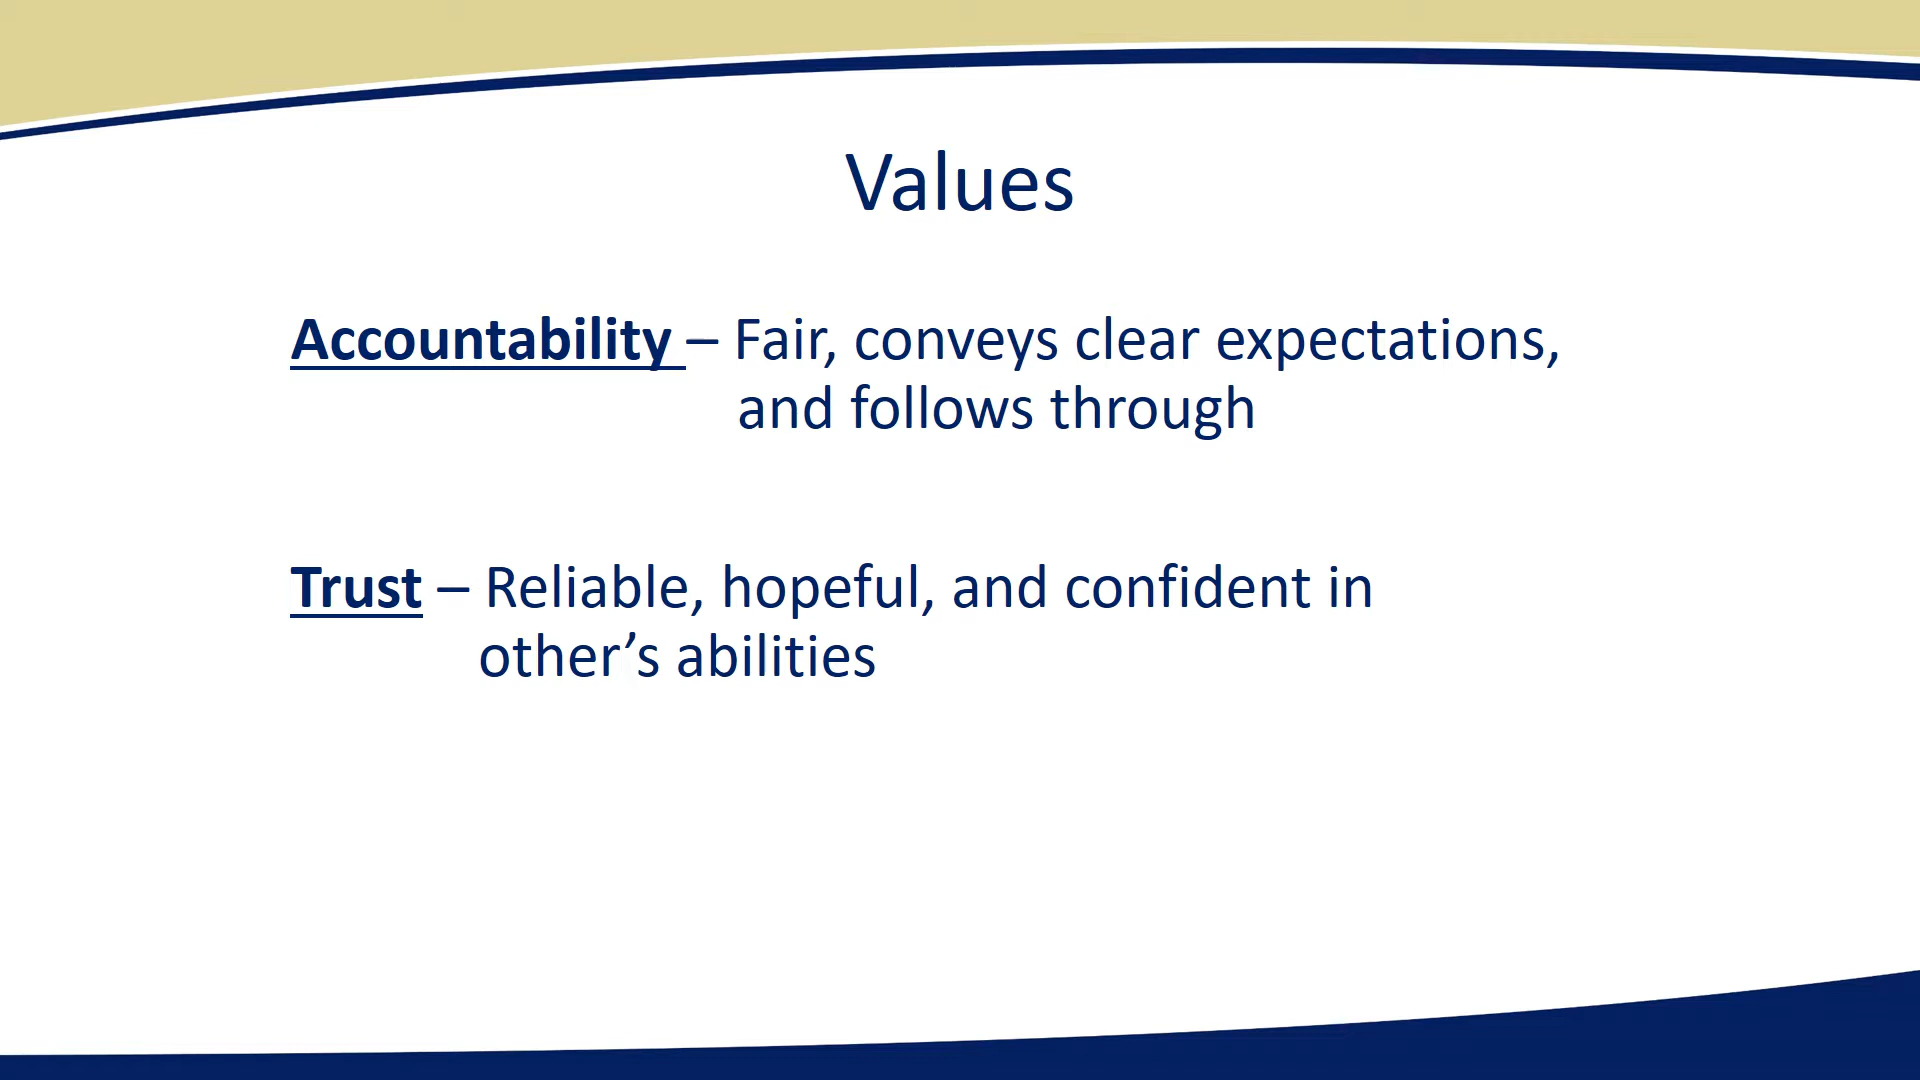 Values
Accountability – Fair, conveys clear expectations,
and follows through
Trust – Reliable, hopeful, and confident in
other’s abilities